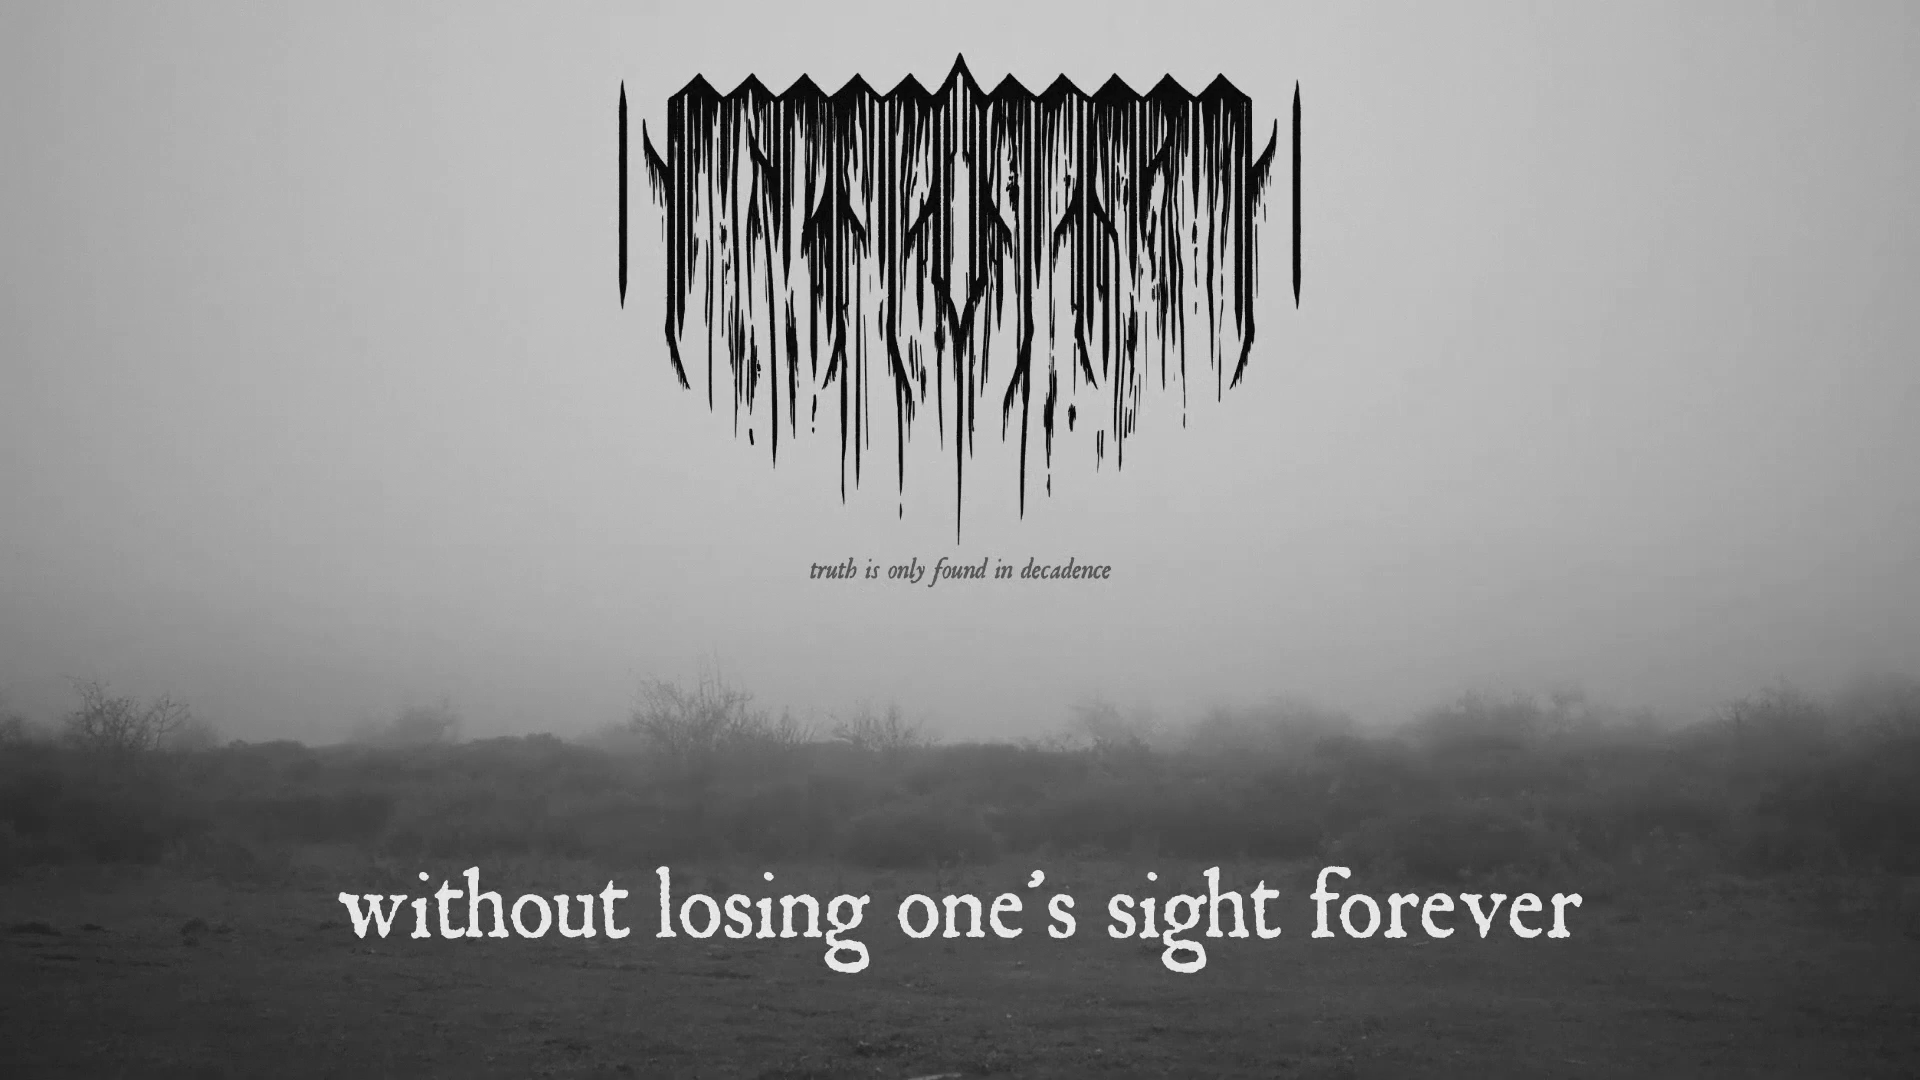 truth is only found in decadence
without losing one's sight forever